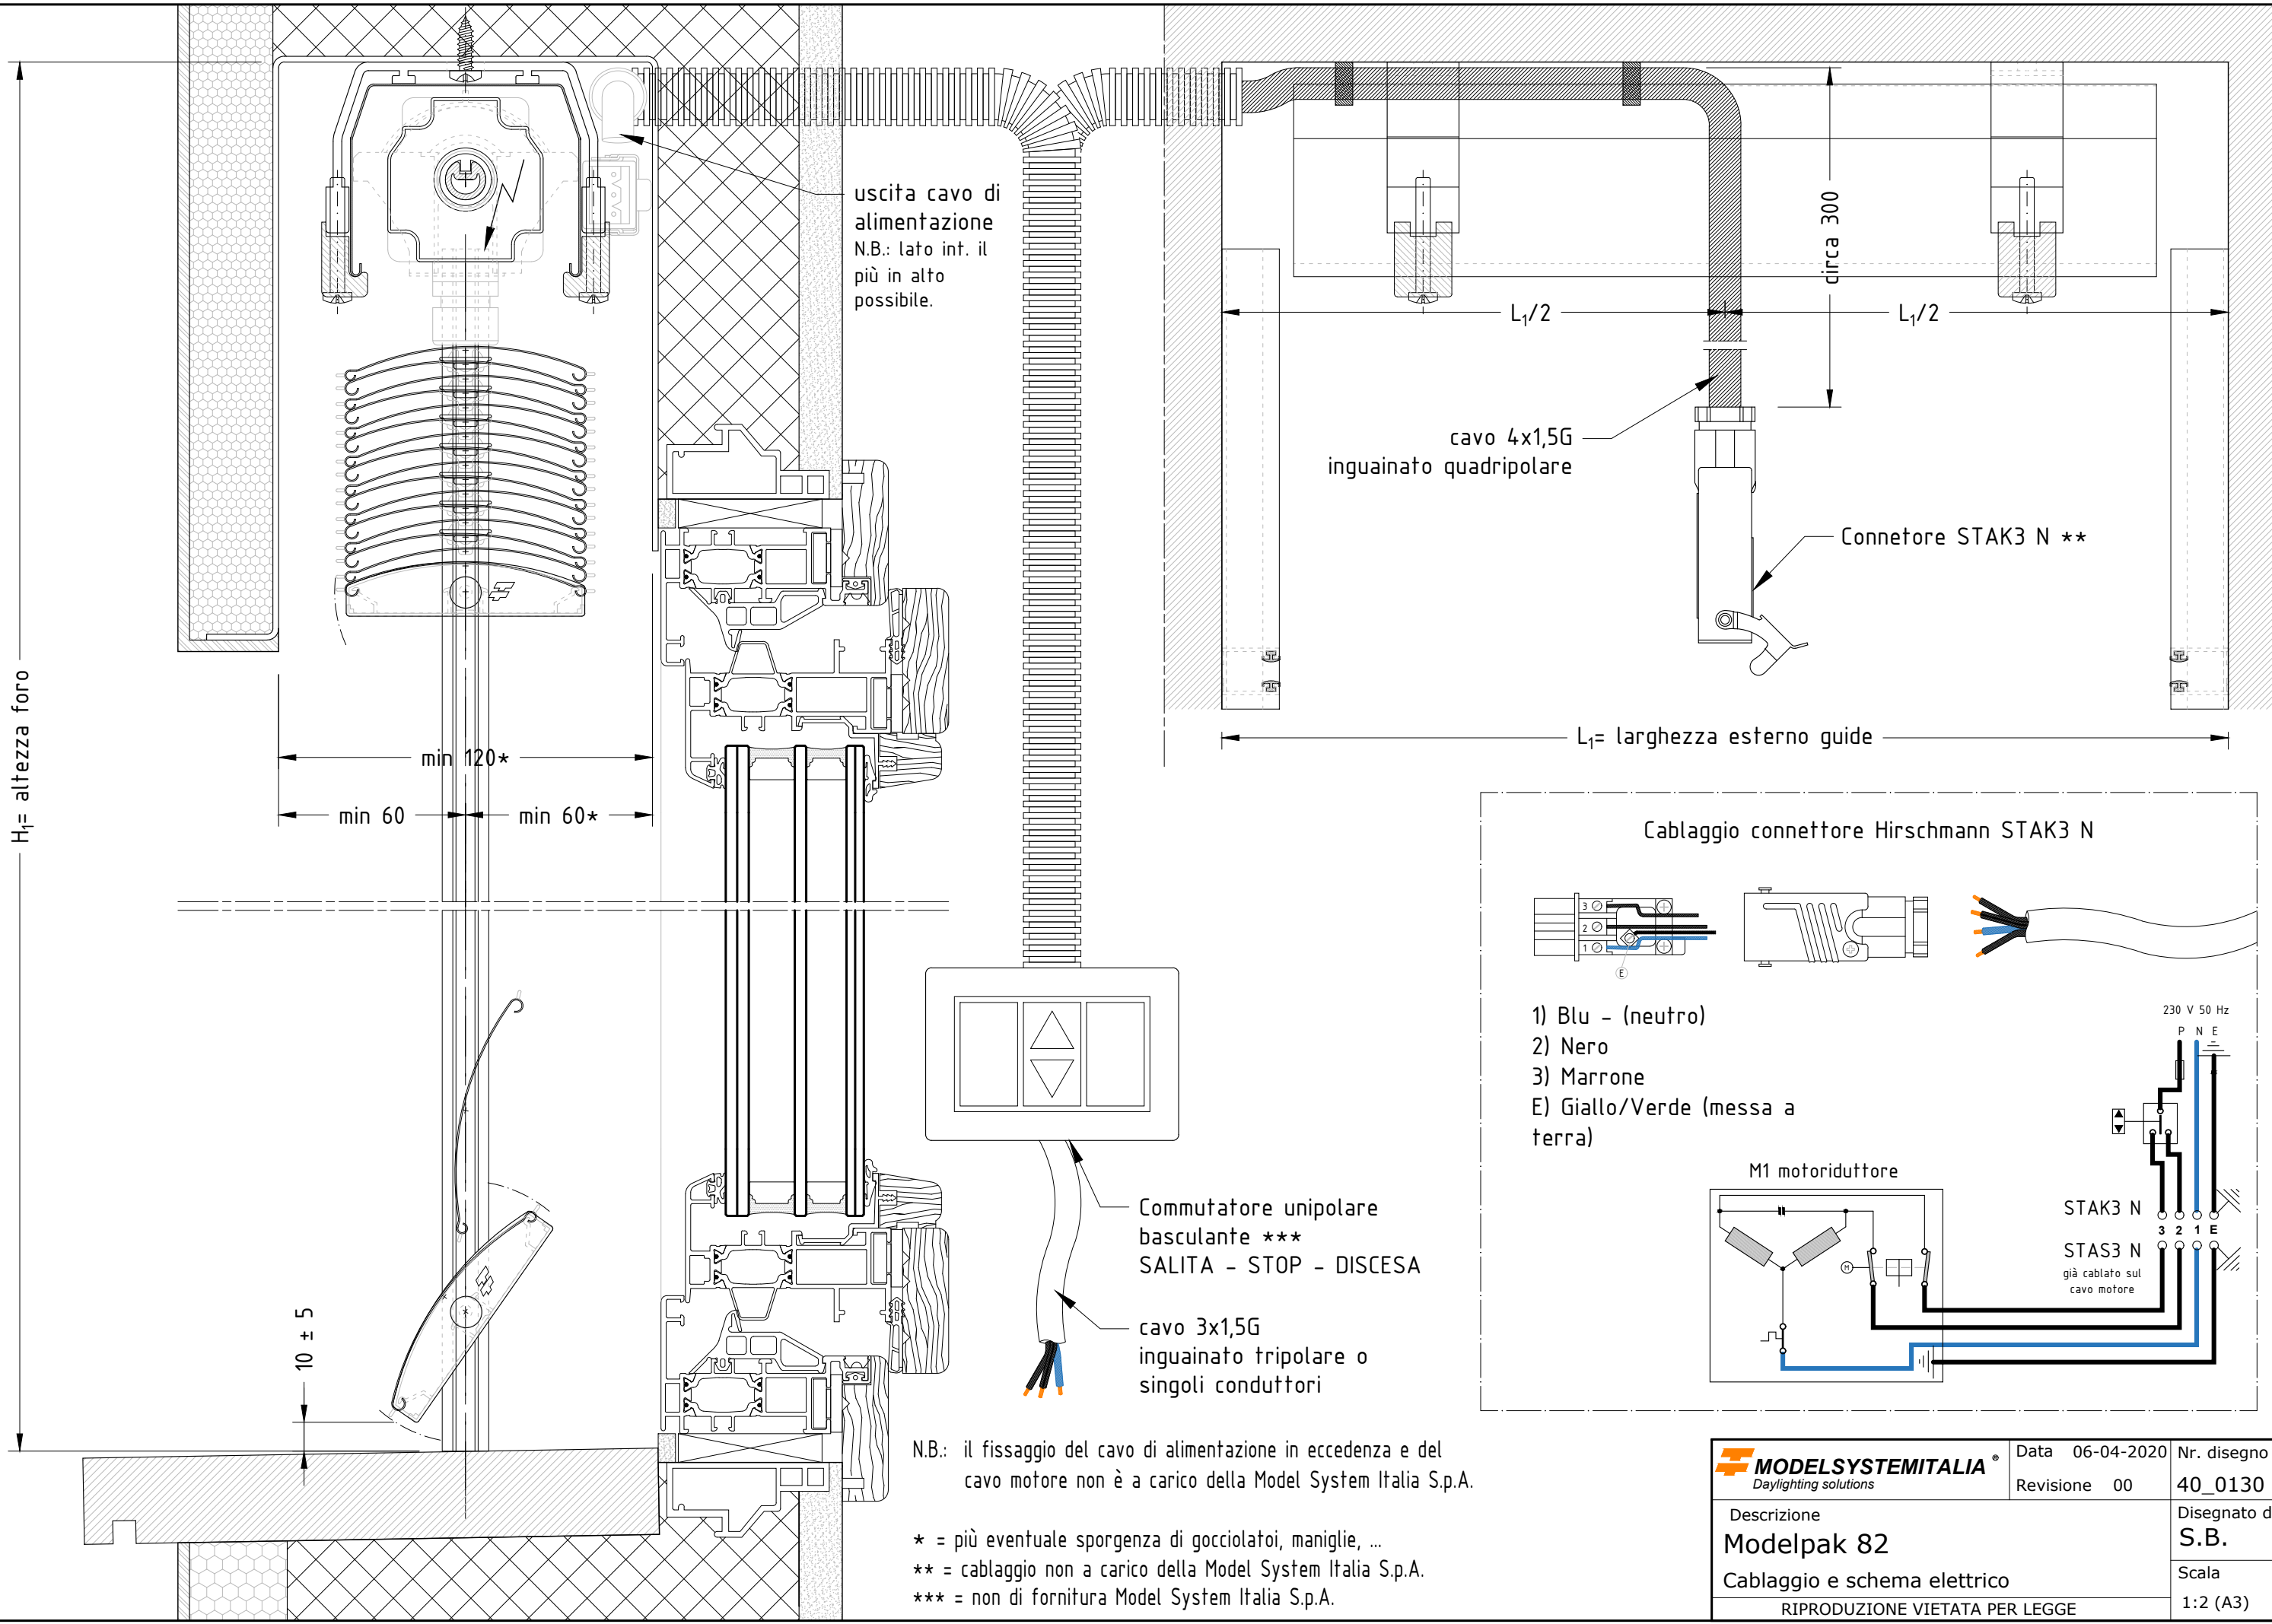 uscita cavo di
alimentazione
N.B.: lato int. il
più in alto
possibile.
circa 300
L1/2
L1/2
cavo 4x1,5G
inguainato quadripolare
Connetore STAK3 N **
L1= larghezza esterno guide
H1= altezza foro
min 120*
min 60
min 60*
10 ± 5
Cablaggio connettore Hirschmann STAK3 N
3
2
1
E
1) Blu - (neutro)
2) Nero
3) Marrone
E) Giallo/Verde (messa a
terra)
230 V 50 Hz
P N E
M1 motoriduttore
M
STAK3 N
3 2 1 E
STAS3 N
già cablato sul
cavo motore
Commutatore unipolare
basculante ***
SALITA - STOP - DISCESA
cavo 3x1,5G
inguainato tripolare o
singoli conduttori
N.B.: il fissaggio del cavo di alimentazione in eccedenza e del
cavo motore non è a carico della Model System Italia S.p.A.
* = più eventuale sporgenza di gocciolatoi, maniglie, ...
** = cablaggio non a carico della Model System Italia S.p.A.
*** = non di fornitura Model System Italia S.p.A.
MODELSYSTEMITALIA ®
Daylighting solutions
Data 06-04-2020
Revisione 00
Nr. disegno
40_0130
Descrizione
Modelpak 82
Cablaggio e schema elettrico
Disegnato d
S.B.
Scala
1:2 (A3)
RIPRODUZIONE VIETATA PER LEGGE